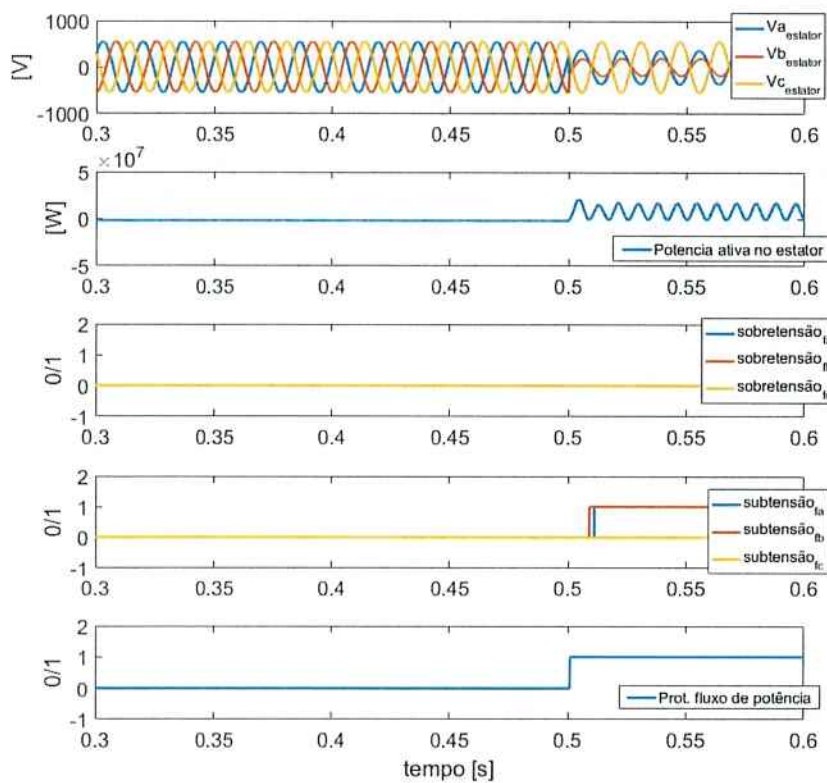 1000
0
-1000
[V]
Va estator
Vb estator
Vc estator
0.3 0.35 0.4 0.45 0.5 0.55 0.6
×10^7
5
0
-5
[W]
Potencia ativa no estator
0.3 0.35 0.4 0.45 0.5 0.55 0.6
2
1
0
-1
0/1
sobretensão
sobretensão
sobretensão
0.3 0.35 0.4 0.45 0.5 0.55 0.6
2
1
0
-1
0/1
subtensão fa
subtensão fb
subtensão fc
0.3 0.35 0.4 0.45 0.5 0.55 0.6
2
1
0
-1
0/1
Prot. fluxo de potência
0.3 0.35 0.4 0.45 0.5 0.55 0.6
tempo [s]